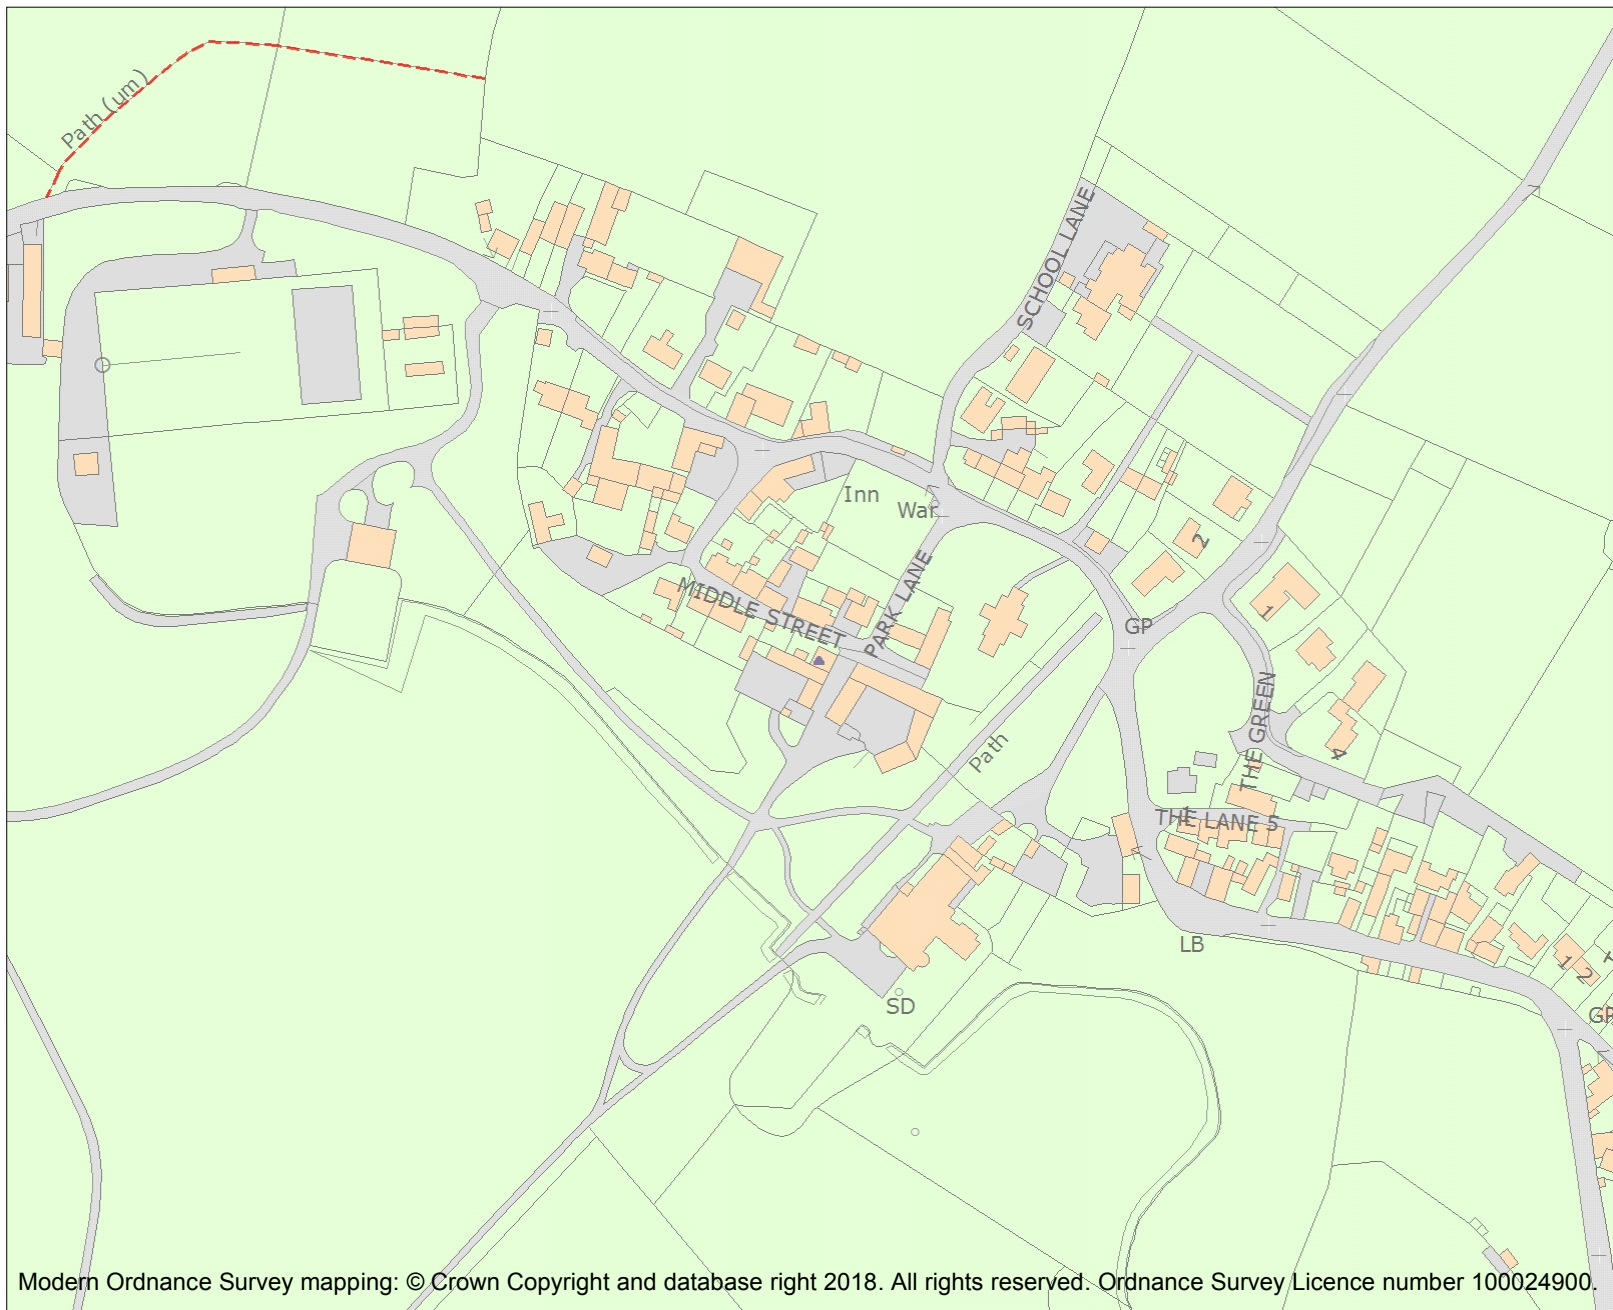 Path (um)
SCHOOL LANE
Inn
War
2
MIDDLE STREET
PARK LANE
GP
1
THE GREEN
Path
4
THE LANE 5
LB
1 2
SD
GP
Modern Ordnance Survey mapping: © Crown Copyright and database right 2018. All rights reserved. Ordnance Survey Licence number 100024900.